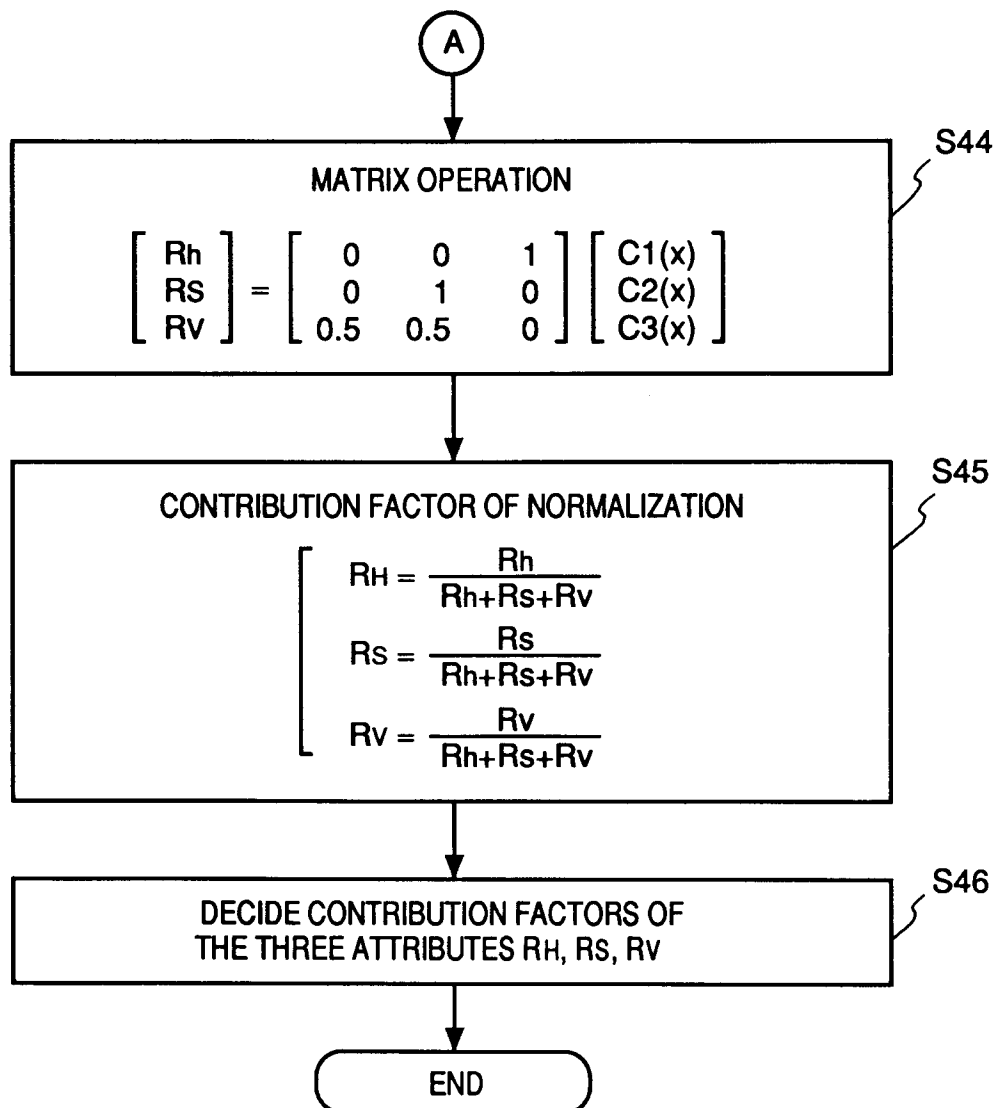 A
S44
MATRIX OPERATION
[ Rh ] = [ 0 0 1 ] [ C1(x) ]
[ RS ] = [ 0 1 0 ] [ C2(x) ]
[ RV ] = [ 0.5 0.5 0 ] [ C3(x) ]
S45
CONTRIBUTION FACTOR OF NORMALIZATION
RH = Rh / Rh+Rs+Rv
RS = Rs / Rh+Rs+Rv
RV = Rv / Rh+Rs+Rv
S46
DECIDE CONTRIBUTION FACTORS OF
THE THREE ATTRIBUTES RH, RS, RV
END